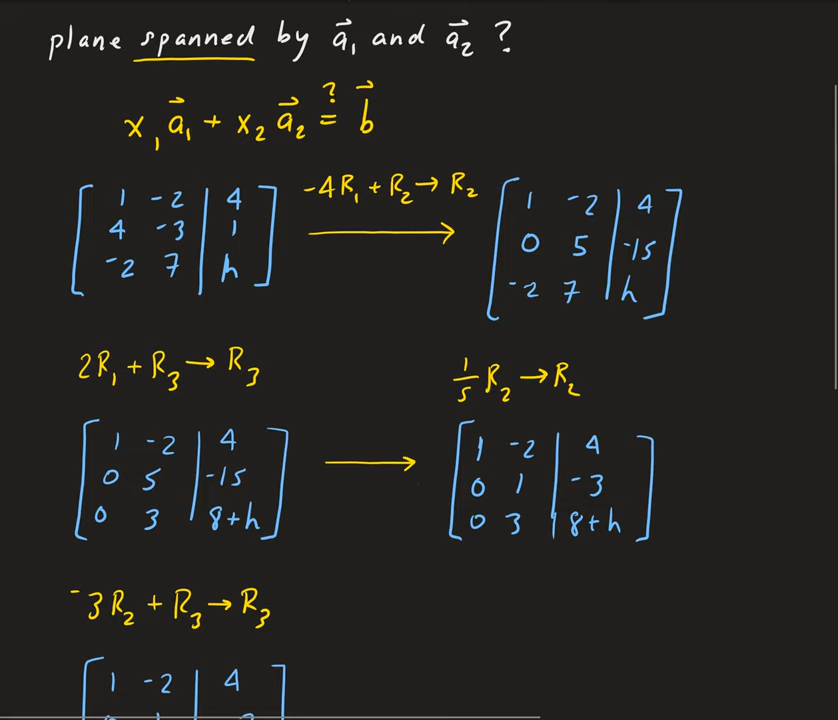 plane spanned by a⃗₁ and a⃗₂ ?
x₁a⃗₁ + x₂a⃗₂ =? b⃗
[ 1 -2 | 4 ] -4R₁ + R₂ → R₂ [ 1 -2 | 4 ]
[ 4 -3 | 1 ] [ 0 5 | -15 ]
[ -2 7 | h ] [ -2 7 | h ]
2R₁ + R₃ → R₃ 1/5 R₂ → R₂
[ 1 -2 | 4 ] → [ 1 -2 | 4 ]
[ 0 5 | -15 ] [ 0 1 | -3 ]
[ 0 3 | 8+h ] [ 0 3 | 8+h ]
-3R₂ + R₃ → R₃
[ 1 -2 | 4 ]